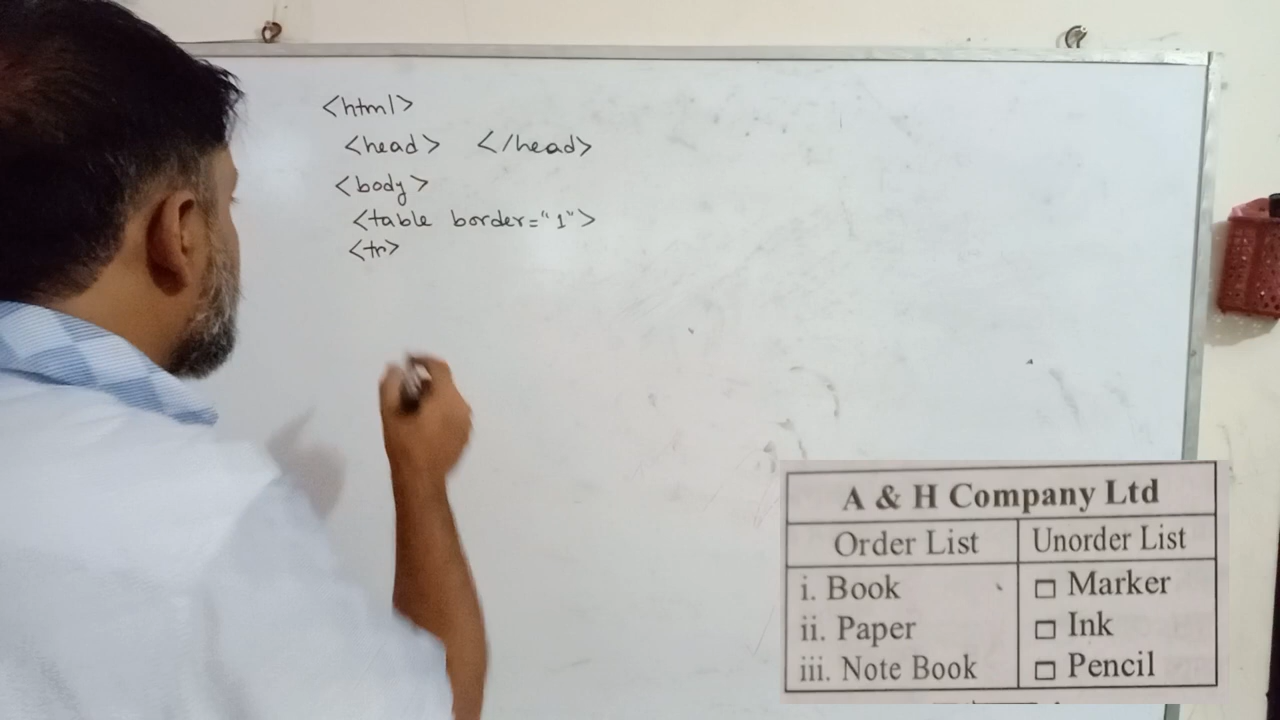 <html>
<head> </head>
<body>
<table border="1">
<tr>
A & H Company Ltd
Order List Unorder List
i. Book □ Marker
ii. Paper □ Ink
iii. Note Book □ Pencil